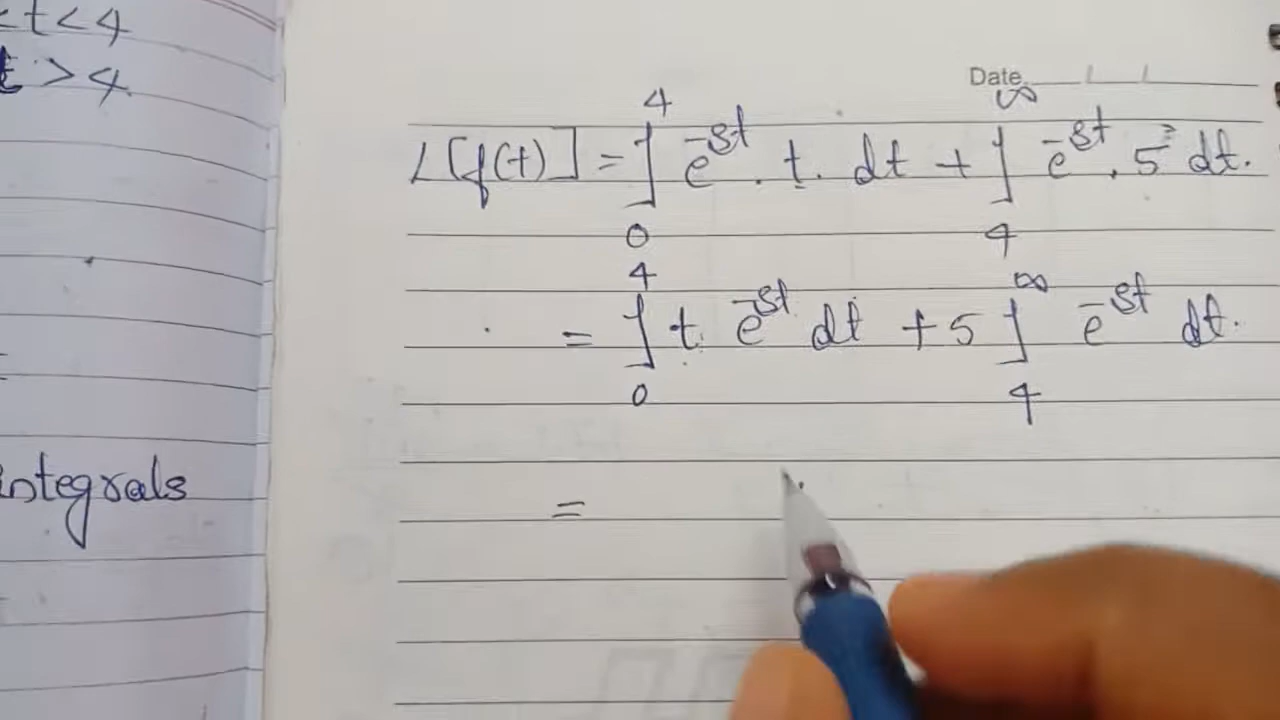 <t<4
t>4
integrals
Date
L[f(t)] = ∫₀⁴ e^-st . t. dt + ∫₄^∞ e^-st . 5 dt.
= ∫₀⁴ t e^-st dt + 5 ∫₄^∞ e^-st dt.
=